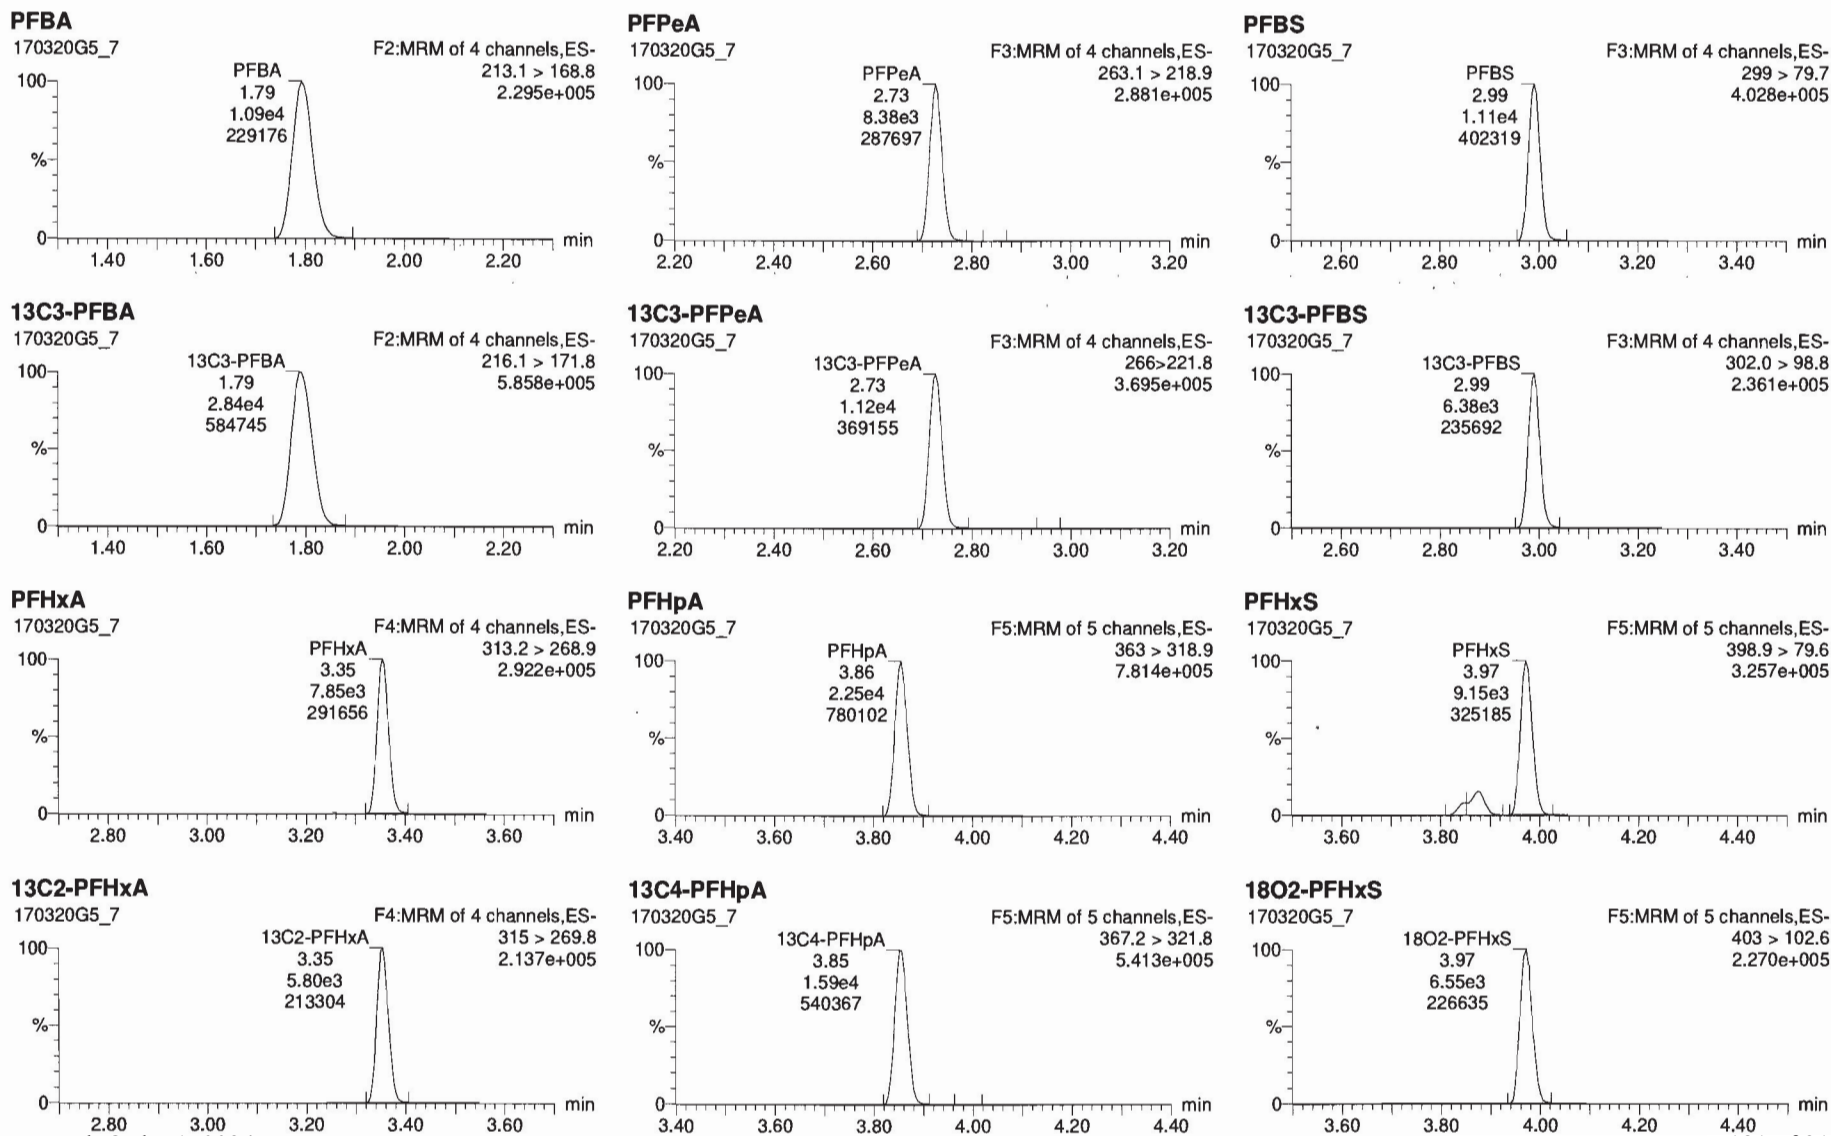 PFBA
170320G5_7
F2:MRM of 4 channels,ES-
213.1 > 168.8
2.295e+005
PFBA
1.79
1.09e4
229176
100
%
0
min
1.40 1.60 1.80 2.00 2.20
PFPeA
170320G5_7
F3:MRM of 4 channels,ES-
263.1 > 218.9
2.881e+005
PFPeA
2.73
8.38e3
287697
100
%
0
min
2.20 2.40 2.60 2.80 3.00 3.20
PFBS
170320G5_7
F3:MRM of 4 channels,ES-
299 > 79.7
4.028e+005
PFBS
2.99
1.11e4
402319
100
%
0
min
2.60 2.80 3.00 3.20 3.40
13C3-PFBA
170320G5_7
F2:MRM of 4 channels,ES-
216.1 > 171.8
5.858e+005
13C3-PFBA
1.79
2.84e4
584745
100
%
0
min
1.40 1.60 1.80 2.00 2.20
13C3-PFPeA
170320G5_7
F3:MRM of 4 channels,ES-
266>221.8
3.695e+005
13C3-PFPeA
2.73
1.12e4
369155
100
%
0
min
2.20 2.40 2.60 2.80 3.00 3.20
13C3-PFBS
170320G5_7
F3:MRM of 4 channels,ES-
302.0 > 98.8
2.361e+005
13C3-PFBS
2.99
6.38e3
235692
100
%
0
min
2.60 2.80 3.00 3.20 3.40
PFHxA
170320G5_7
F4:MRM of 4 channels,ES-
313.2 > 268.9
2.922e+005
PFHxA
3.35
7.85e3
291656
100
%
0
min
2.80 3.00 3.20 3.40 3.60
PFHpA
170320G5_7
F5:MRM of 5 channels,ES-
363 > 318.9
7.814e+005
PFHpA
3.86
2.25e4
780102
100
%
0
min
3.40 3.60 3.80 4.00 4.20 4.40
PFHxS
170320G5_7
F5:MRM of 5 channels,ES-
398.9 > 79.6
3.257e+005
PFHxS
3.97
9.15e3
325185
100
%
0
min
3.60 3.80 4.00 4.20 4.40
13C2-PFHxA
170320G5_7
F4:MRM of 4 channels,ES-
315 > 269.8
2.137e+005
13C2-PFHxA
3.35
5.80e3
213304
100
%
0
min
2.80 3.00 3.20 3.40 3.60
13C4-PFHpA
170320G5_7
F5:MRM of 5 channels,ES-
367.2 > 321.8
5.413e+005
13C4-PFHpA
3.85
1.59e4
540367
100
%
0
min
3.40 3.60 3.80 4.00 4.20 4.40
18O2-PFHxS
170320G5_7
F5:MRM of 5 channels,ES-
403 > 102.6
2.270e+005
18O2-PFHxS
3.97
6.55e3
226635
100
%
0
min
3.60 3.80 4.00 4.20 4.40